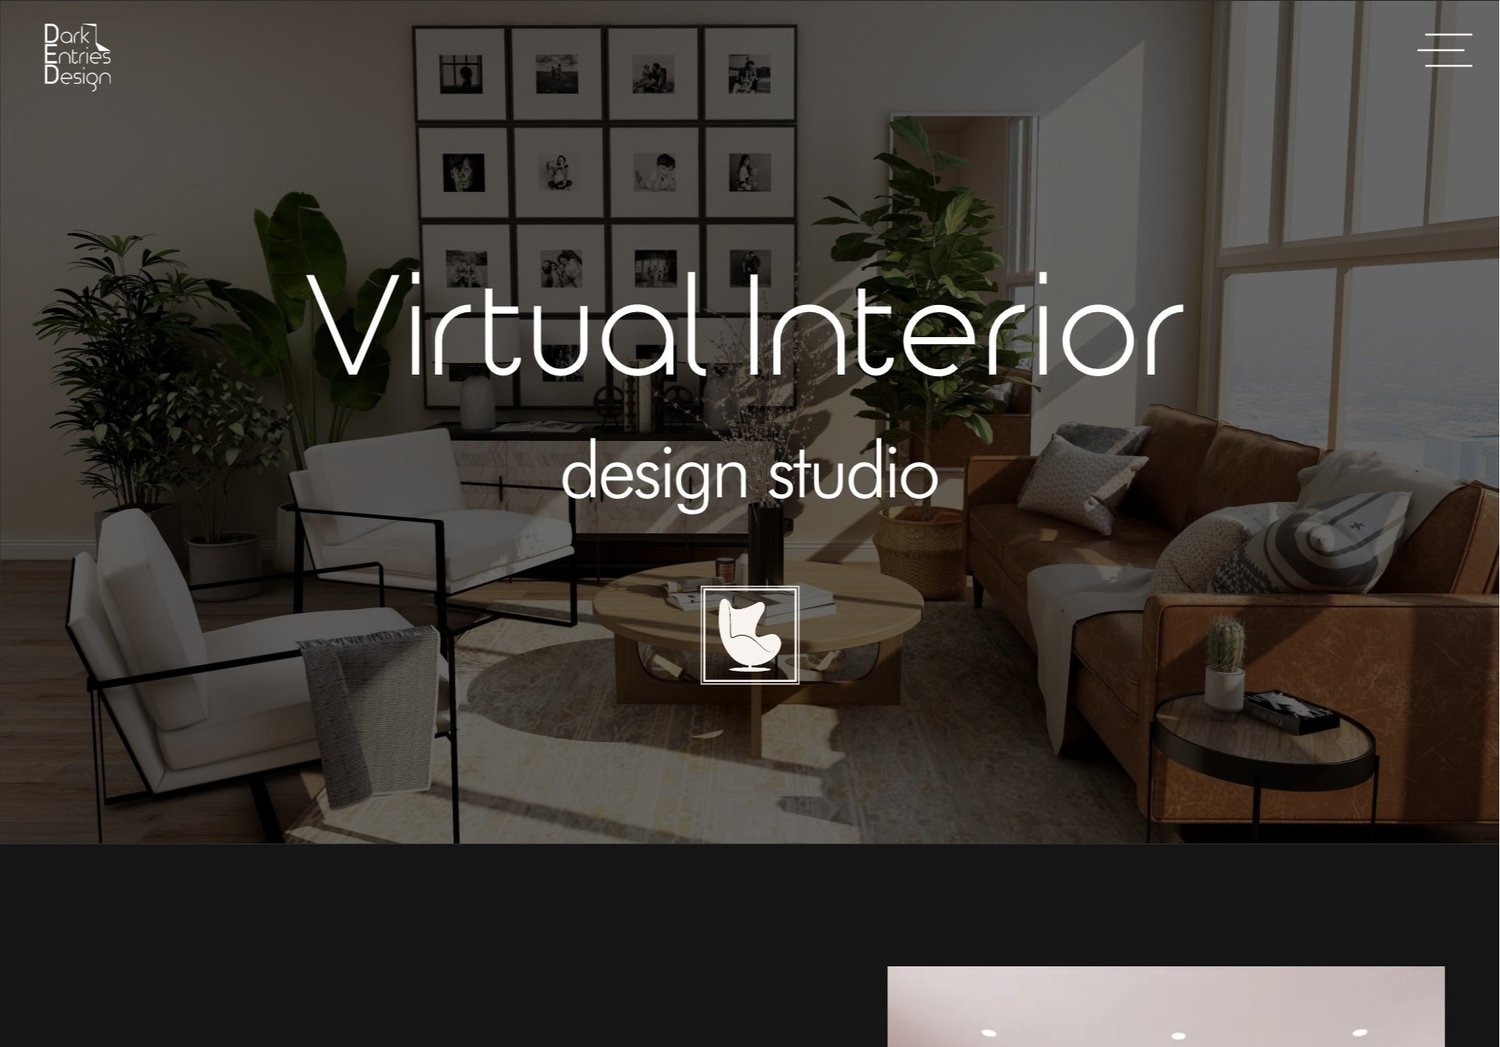 Dark
Entries
Design
Virtual Interior
design studio